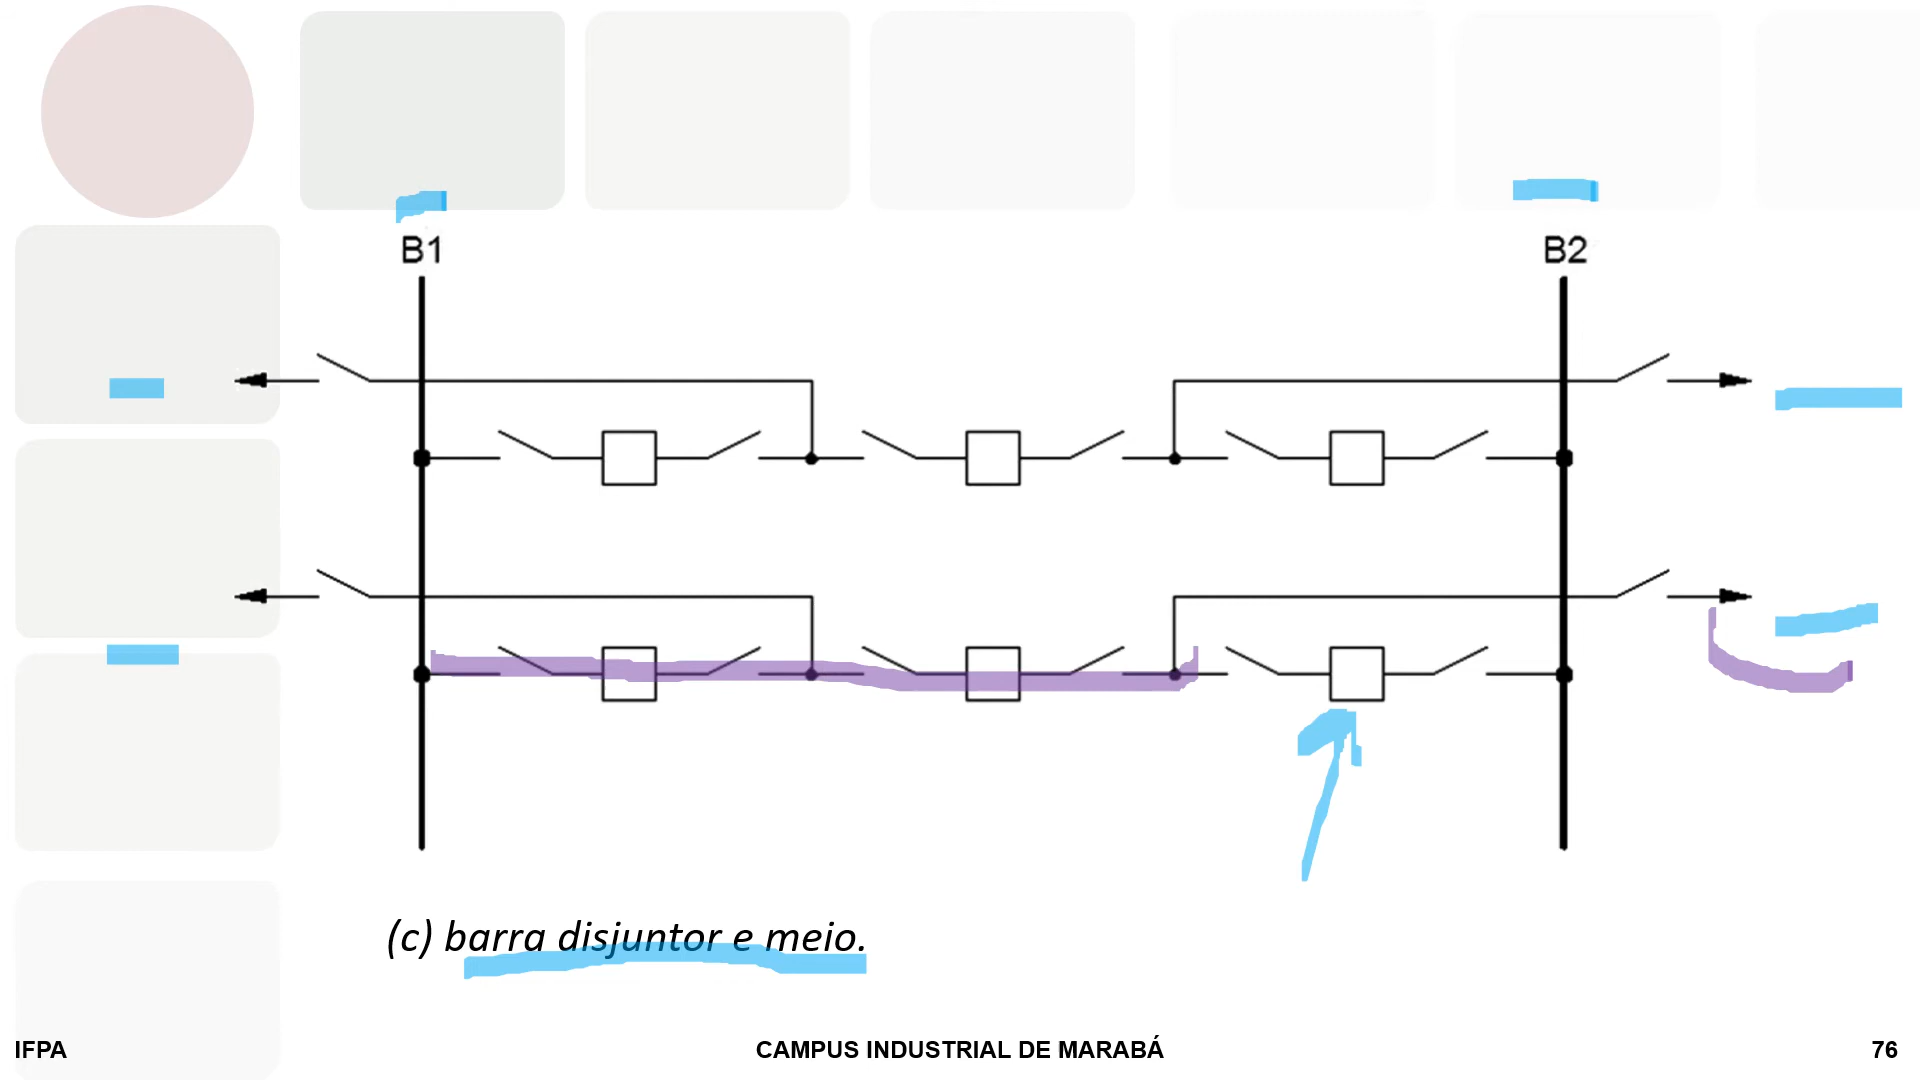 B1
B2
(c) barra disjuntor e meio.
IFPA
CAMPUS INDUSTRIAL DE MARABÁ
76